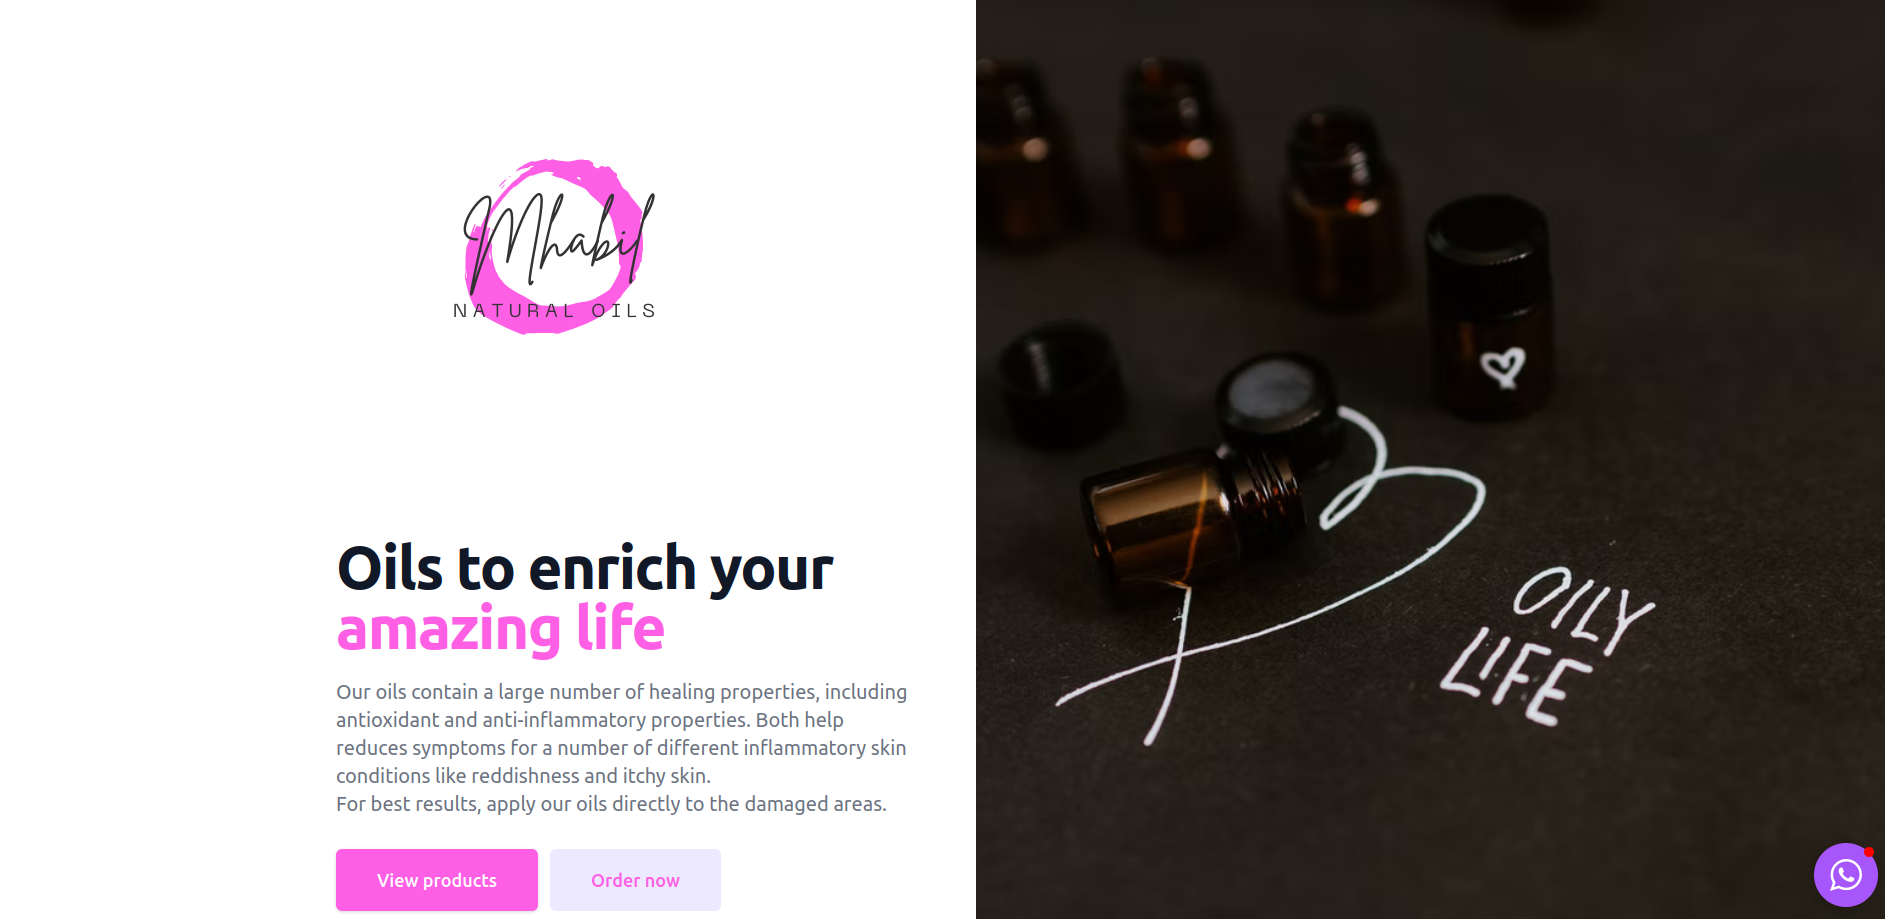 Mhabil
NATURAL OILS
Oils to enrich your
amazing life
Our oils contain a large number of healing properties, including
antioxidant and anti-inflammatory properties. Both help
reduces symptoms for a number of different inflammatory skin
conditions like reddishness and itchy skin.
For best results, apply our oils directly to the damaged areas.
View products
Order now
OILY
LIFE